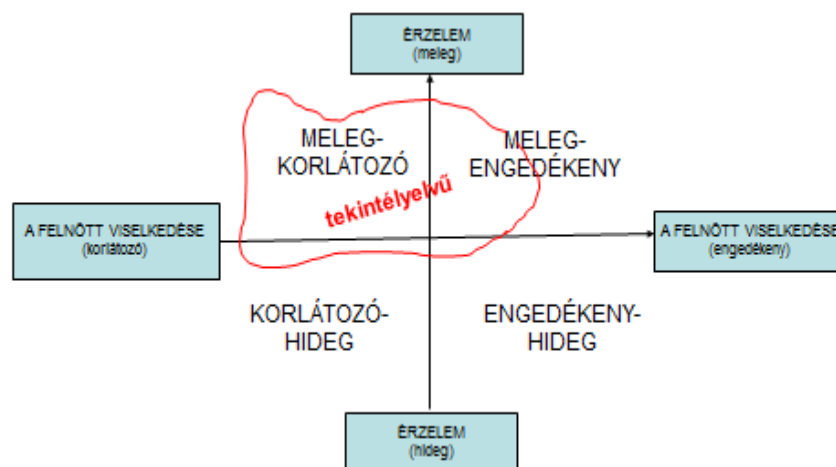 ÉRZELEM
(meleg)
MELEG-
KORLÁTOZÓ
MELEG-
ENGEDÉKENY
tekintélyelvű
A FELNŐTT VISELKEDÉSE
(korlátozó)
A FELNŐTT VISELKEDÉSE
(engedékeny)
KORLÁTOZÓ-
HIDEG
ENGEDÉKENY-
HIDEG
ÉRZELEM
(hideg)